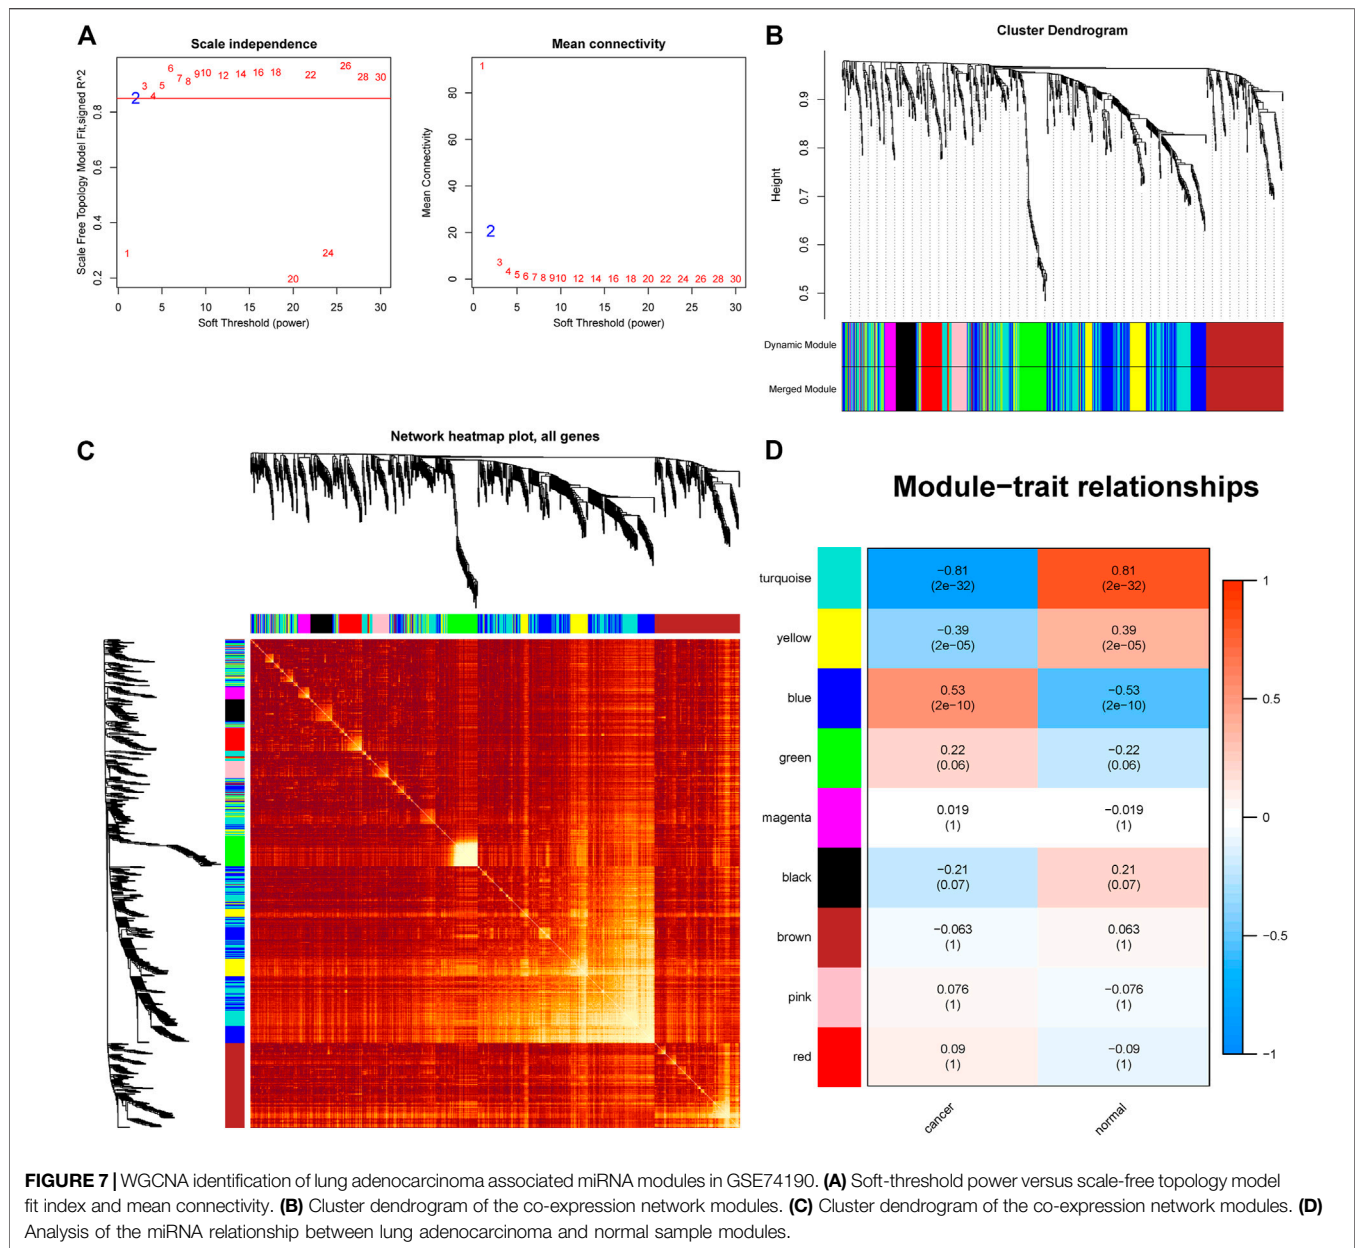 A
Scale independence
Scale Free Topology Model Fit,signed R^2
0.2 0.4 0.6 0.8
1 2 3 4 5 6 7 8 9 10 12 14 16 18 20 22 24 26 28 30
0 5 10 15 20 25 30
Soft Threshold (power)
Mean connectivity
Mean Connectivity
0 20 40 60 80
1 2 3 4 5 6 7 8 9 10 12 14 16 18 20 22 24 26 28 30
0 5 10 15 20 25 30
Soft Threshold (power)
B
Cluster Dendrogram
Height
0.5 0.6 0.7 0.8 0.9
Dynamic Module
Merged Module
C
Network heatmap plot, all genes
D
Module−trait relationships
turquoise
−0.81 0.81
(2e−32) (2e−32)
yellow
−0.39 0.39
(2e−05) (2e−05)
blue
0.53 −0.53
(2e−10) (2e−10)
green
0.22 −0.22
(0.06) (0.06)
magenta
0.019 −0.019
(1) (1)
black
−0.21 0.21
(0.07) (0.07)
brown
−0.063 0.063
(1) (1)
pink
0.076 −0.076
(1) (1)
red
0.09 −0.09
(1) (1)
cancer normal
1
0.5
0
−0.5
−1
FIGURE 7 | WGCNA identification of lung adenocarcinoma associated miRNA modules in GSE74190. (A) Soft-threshold power versus scale-free topology model
fit index and mean connectivity. (B) Cluster dendrogram of the co-expression network modules. (C) Cluster dendrogram of the co-expression network modules. (D)
Analysis of the miRNA relationship between lung adenocarcinoma and normal sample modules.